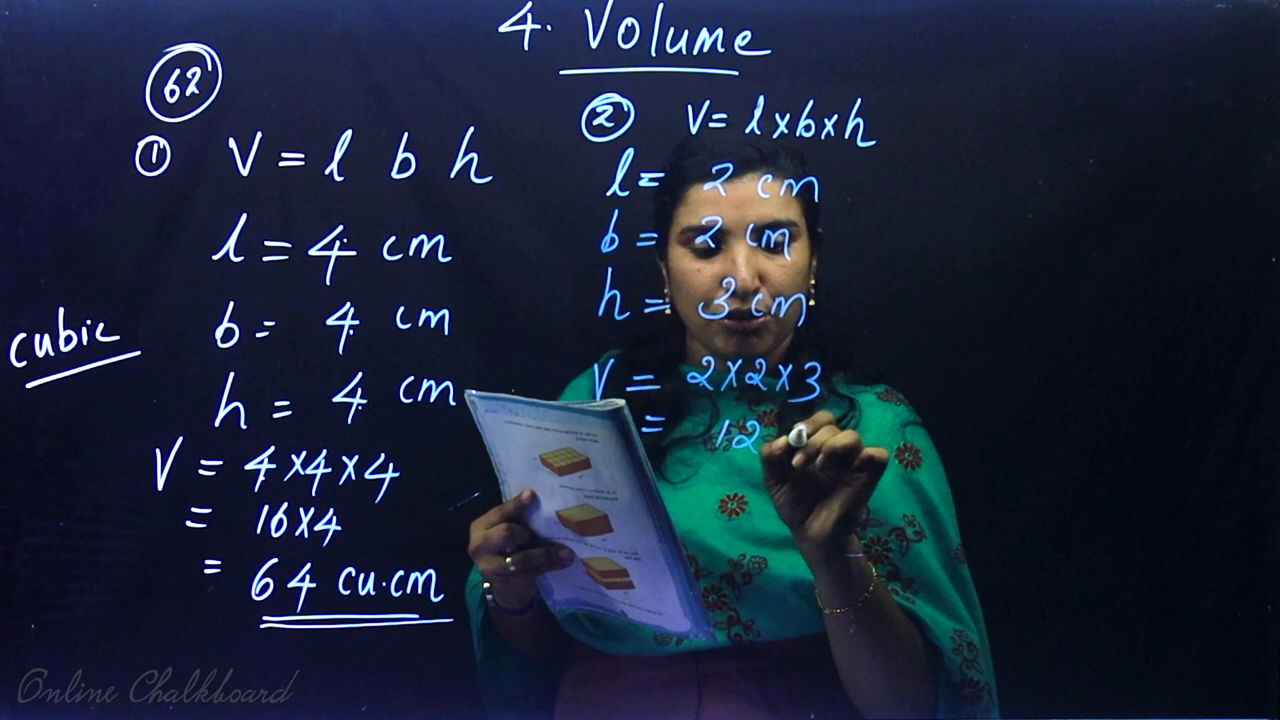 4. Volume
62
① V = l b h
l = 4 cm
b = 4 cm
h = 4 cm
V = 4 × 4 × 4
= 16 × 4
= 64 cu.cm
cubic
② V = l × b × h
l = 2 cm
b = 2 cm
h = 3 cm
V = 2 × 2 × 3
= 12
Online Chalkboard